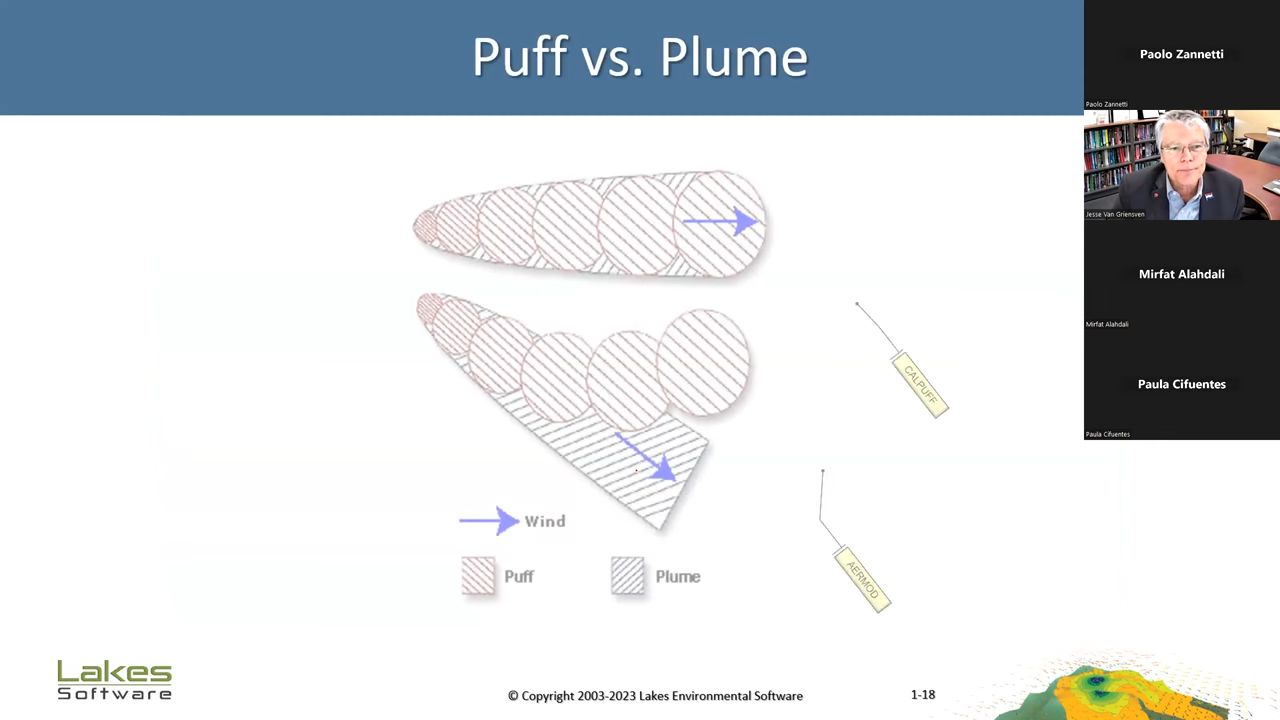 Puff vs. Plume
Paolo Zannetti
Paolo Zannetti
Jesse Van Griensven
Mirfat Alahdali
Mirfat Alahdali
Paula Cifuentes
Paula Cifuentes
CALPUFF
AERMOD
Wind
Puff
Plume
Lakes
Software
© Copyright 2003-2023 Lakes Environmental Software
1-18